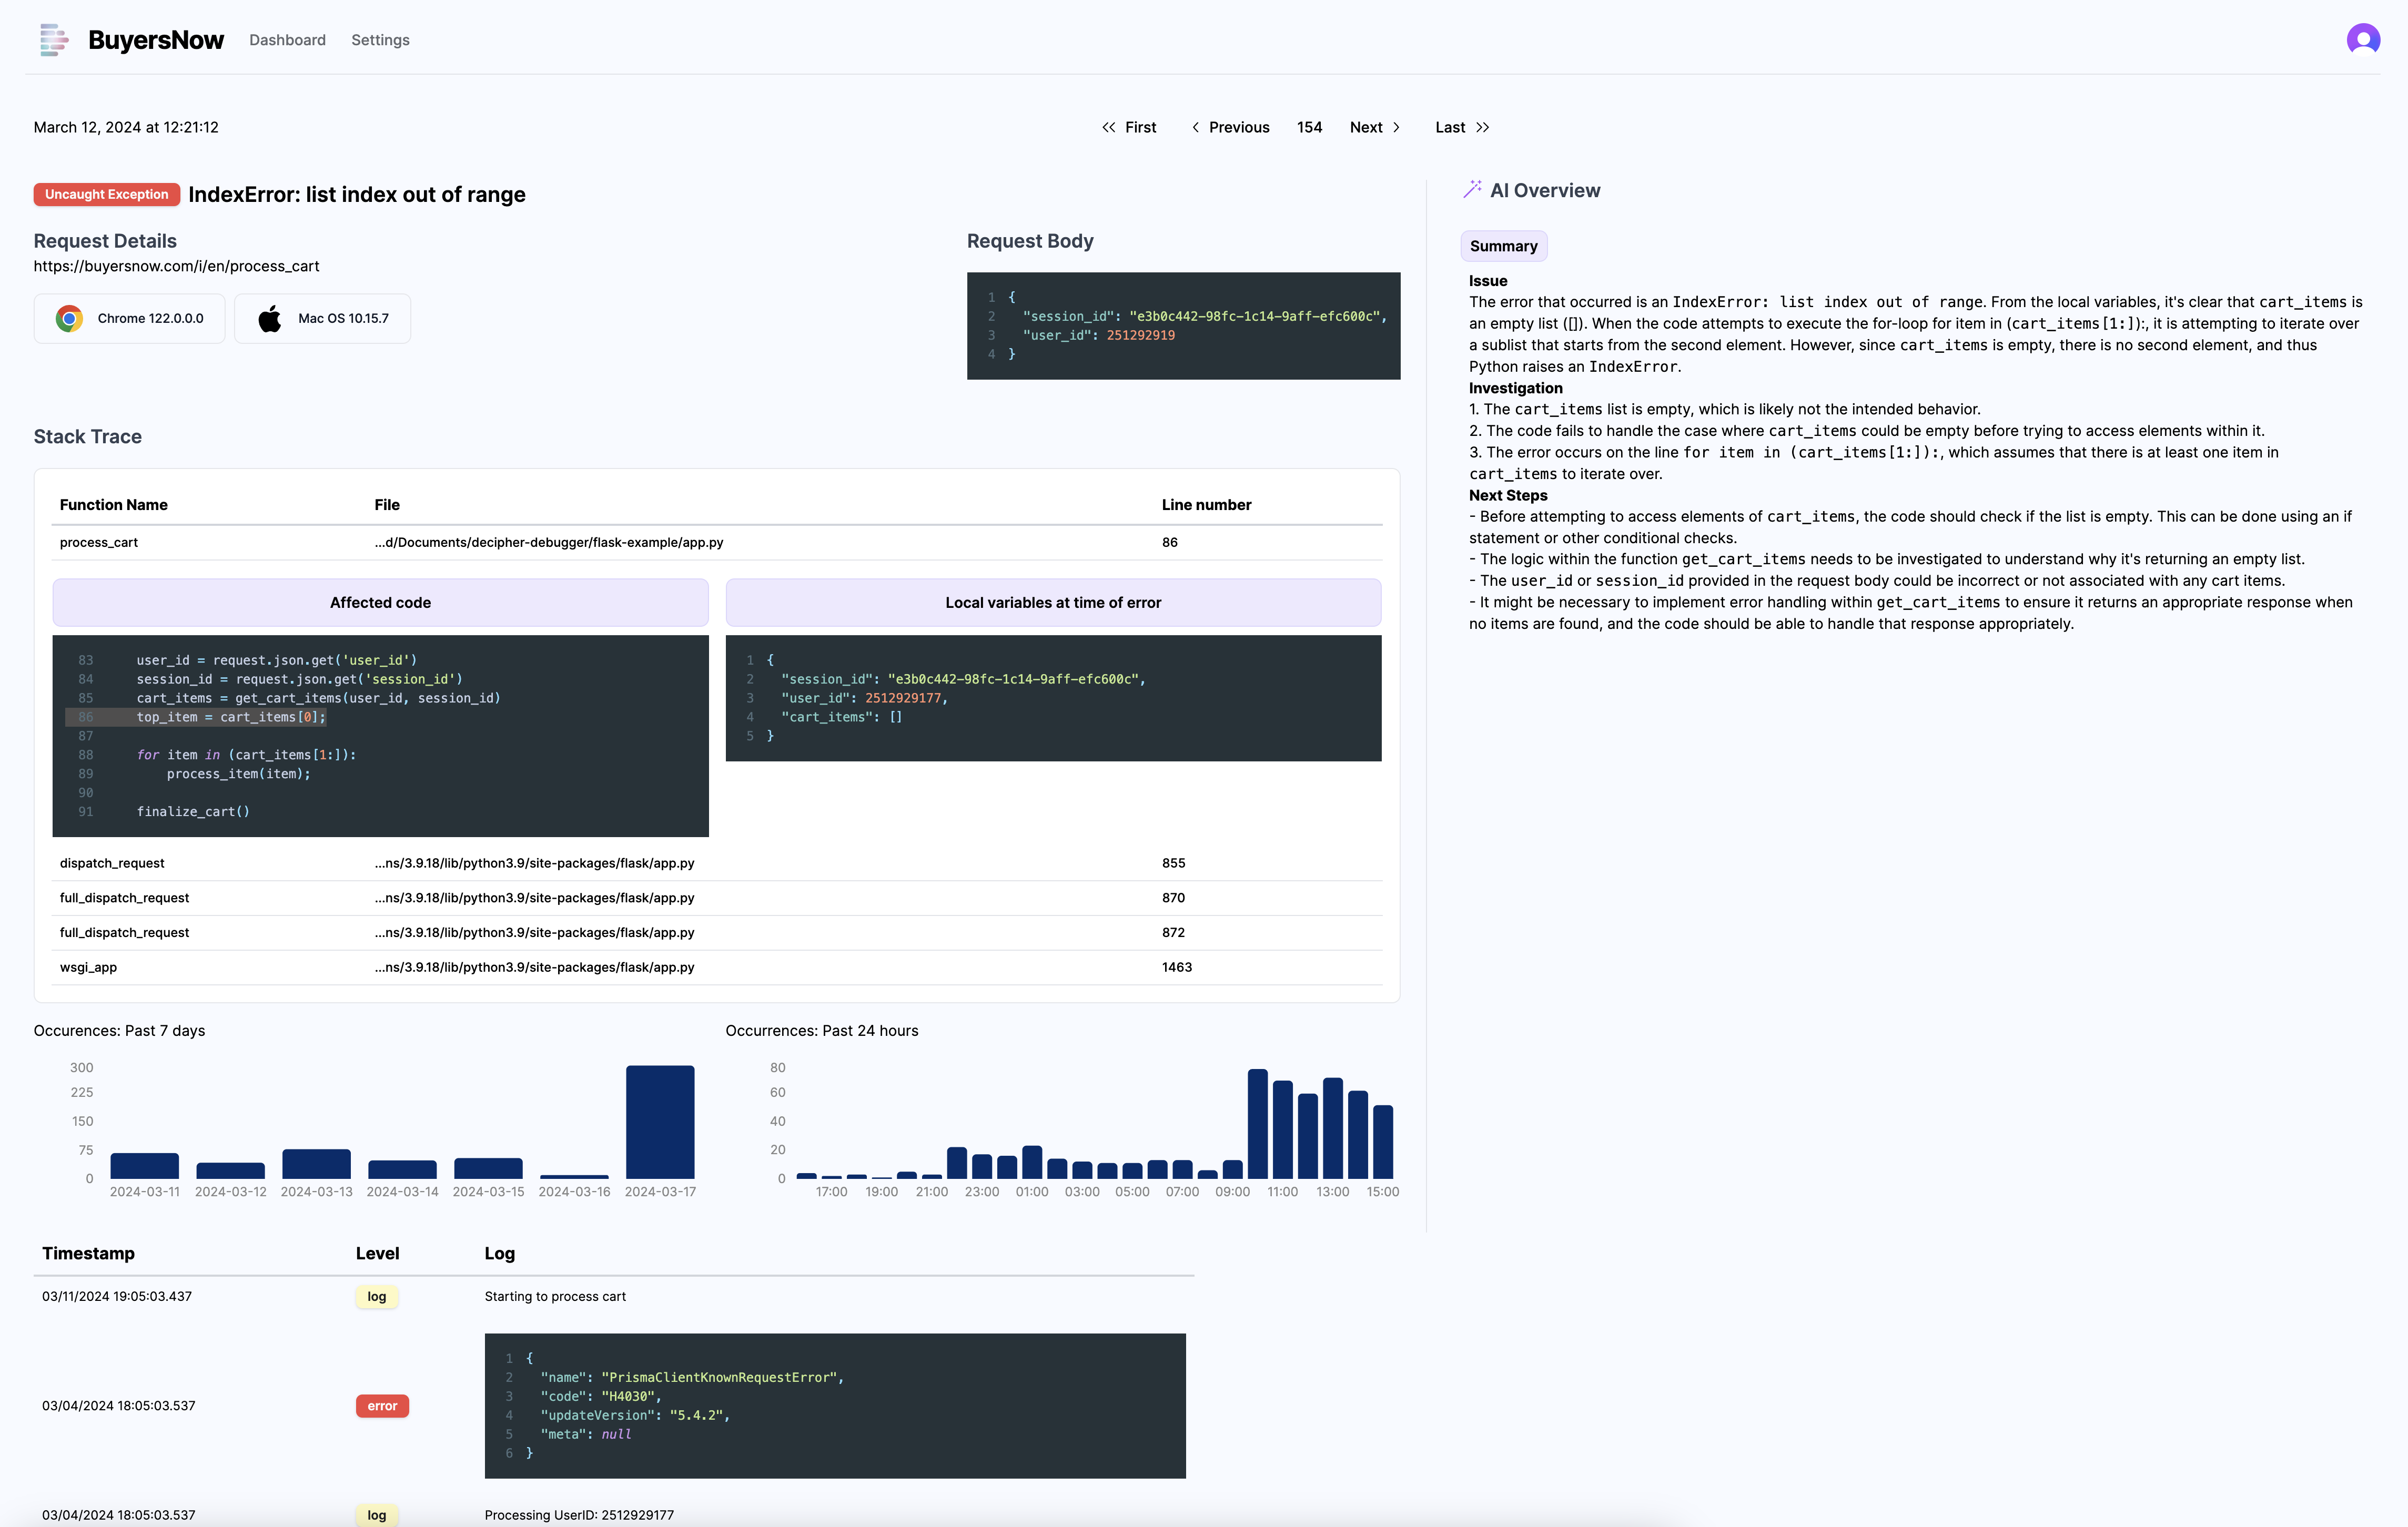 BuyersNow Dashboard Settings
March 12, 2024 at 12:21:12
First Previous 154 Next Last
Uncaught Exception IndexError: list index out of range
Request Details
https://buyersnow.com/i/en/process_cart
Chrome 122.0.0.0 Mac OS 10.15.7
Request Body
1 {
2 "session_id": "e3b0c442-98fc-1c14-9aff-efc600c",
3 "user_id": 251292919
4 }
Stack Trace
Function Name File Line number
process_cart ...d/Documents/decipher-debugger/flask-example/app.py 86
Affected code
83 user_id = request.json.get('user_id')
84 session_id = request.json.get('session_id')
85 cart_items = get_cart_items(user_id, session_id)
86 top_item = cart_items[0];
87
88 for item in (cart_items[1:]):
89 process_item(item);
90
91 finalize_cart()
Local variables at time of error
1 {
2 "session_id": "e3b0c442-98fc-1c14-9aff-efc600c",
3 "user_id": 2512929177,
4 "cart_items": []
5 }
dispatch_request ...ns/3.9.18/lib/python3.9/site-packages/flask/app.py 855
full_dispatch_request ...ns/3.9.18/lib/python3.9/site-packages/flask/app.py 870
full_dispatch_request ...ns/3.9.18/lib/python3.9/site-packages/flask/app.py 872
wsgi_app ...ns/3.9.18/lib/python3.9/site-packages/flask/app.py 1463
Occurences: Past 7 days
300
225
150
75
0
2024-03-11 2024-03-12 2024-03-13 2024-03-14 2024-03-15 2024-03-16 2024-03-17
Occurrences: Past 24 hours
80
60
40
20
0
17:00 19:00 21:00 23:00 01:00 03:00 05:00 07:00 09:00 11:00 13:00 15:00
Timestamp Level Log
03/11/2024 19:05:03.437 log Starting to process cart
03/04/2024 18:05:03.537 error
1 {
2 "name": "PrismaClientKnownRequestError",
3 "code": "H4030",
4 "updateVersion": "5.4.2",
5 "meta": null
6 }
03/04/2024 18:05:03.537 log Processing UserID: 2512929177
AI Overview
Summary
Issue
The error that occurred is an IndexError: list index out of range. From the local variables, it's clear that cart_items is
an empty list ([]). When the code attempts to execute the for-loop for item in (cart_items[1:]):, it is attempting to iterate over
a sublist that starts from the second element. However, since cart_items is empty, there is no second element, and thus
Python raises an IndexError.
Investigation
1. The cart_items list is empty, which is likely not the intended behavior.
2. The code fails to handle the case where cart_items could be empty before trying to access elements within it.
3. The error occurs on the line for item in (cart_items[1:]):, which assumes that there is at least one item in
cart_items to iterate over.
Next Steps
- Before attempting to access elements of cart_items, the code should check if the list is empty. This can be done using an if
statement or other conditional checks.
- The logic within the function get_cart_items needs to be investigated to understand why it's returning an empty list.
- The user_id or session_id provided in the request body could be incorrect or not associated with any cart items.
- It might be necessary to implement error handling within get_cart_items to ensure it returns an appropriate response when
no items are found, and the code should be able to handle that response appropriately.